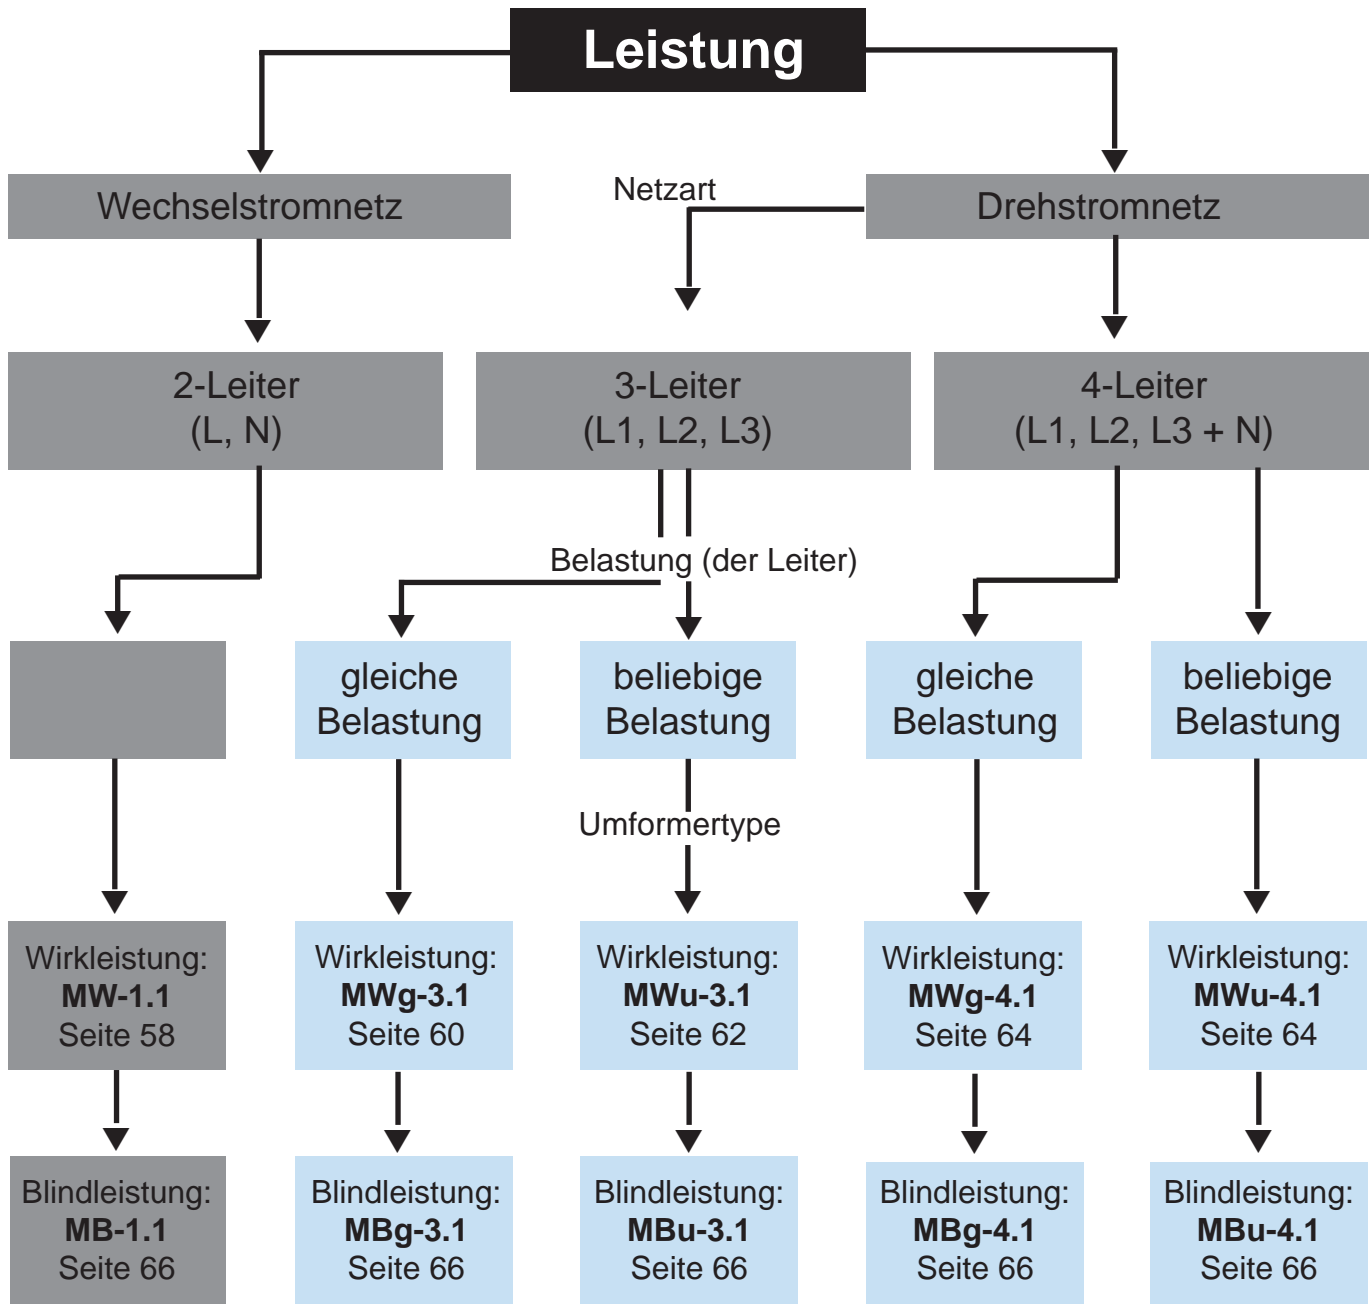 Leistung
Wechselstromnetz
Netzart
Drehstromnetz
2-Leiter
(L, N)
3-Leiter
(L1, L2, L3)
4-Leiter
(L1, L2, L3 + N)
Belastung (der Leiter)
gleiche
Belastung
beliebige
Belastung
gleiche
Belastung
beliebige
Belastung
Umformertype
Wirkleistung:
MW-1.1
Seite 58
Wirkleistung:
MWg-3.1
Seite 60
Wirkleistung:
MWu-3.1
Seite 62
Wirkleistung:
MWg-4.1
Seite 64
Wirkleistung:
MWu-4.1
Seite 64
Blindleistung:
MB-1.1
Seite 66
Blindleistung:
MBg-3.1
Seite 66
Blindleistung:
MBu-3.1
Seite 66
Blindleistung:
MBg-4.1
Seite 66
Blindleistung:
MBu-4.1
Seite 66